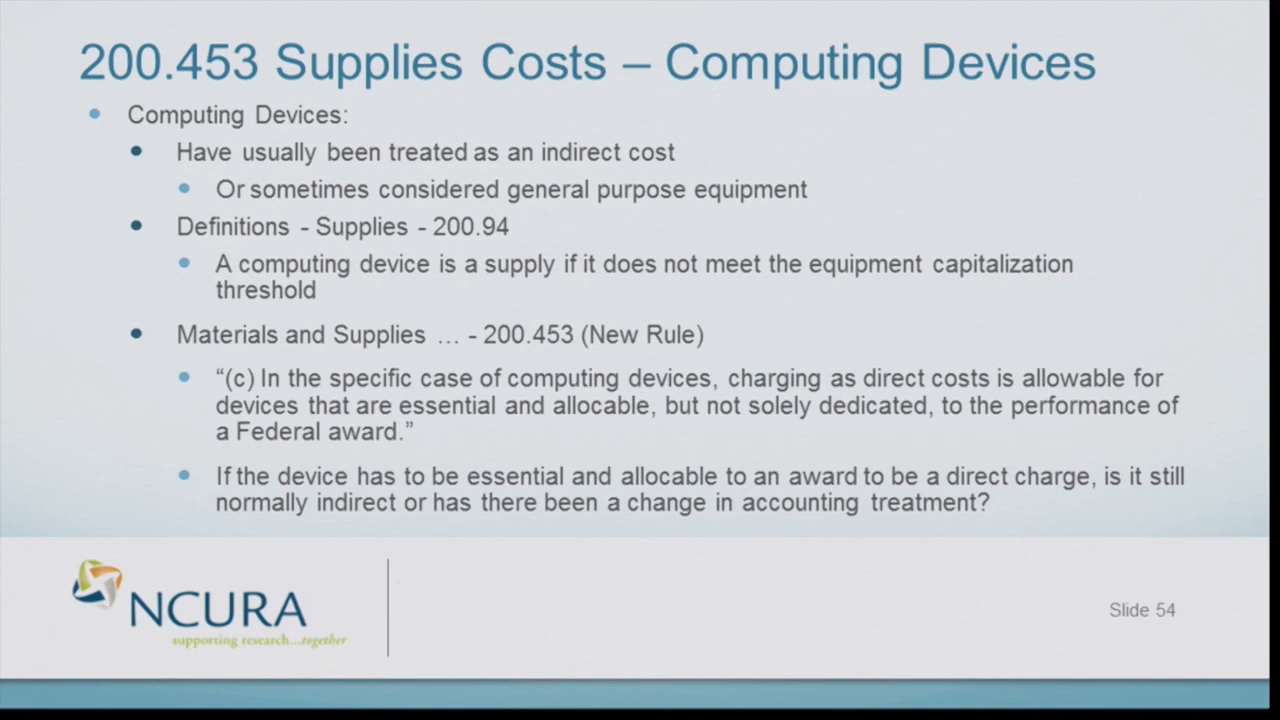 200.453 Supplies Costs – Computing Devices
Computing Devices:
Have usually been treated as an indirect cost
Or sometimes considered general purpose equipment
Definitions - Supplies - 200.94
A computing device is a supply if it does not meet the equipment capitalization
threshold
Materials and Supplies … - 200.453 (New Rule)
“(c) In the specific case of computing devices, charging as direct costs is allowable for
devices that are essential and allocable, but not solely dedicated, to the performance of
a Federal award.”
If the device has to be essential and allocable to an award to be a direct charge, is it still
normally indirect or has there been a change in accounting treatment?
NCURA
supporting research...together
Slide 54